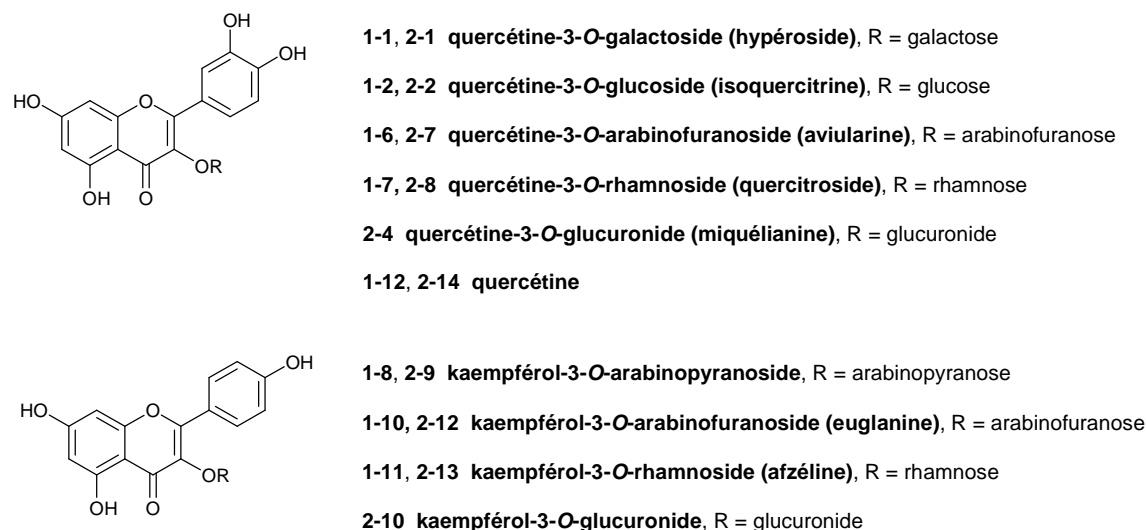 1-1, 2-1 quercétine-3-O-galactoside (hypéroside), R = galactose
1-2, 2-2 quercétine-3-O-glucoside (isoquercitrine), R = glucose
1-6, 2-7 quercétine-3-O-arabinofuranoside (aviularine), R = arabinofuranose
1-7, 2-8 quercétine-3-O-rhamnoside (quercitroside), R = rhamnose
2-4 quercétine-3-O-glucuronide (miquélianine), R = glucuronide
1-12, 2-14 quercétine
OH
OH
HO
O
OR
OH
O
1-8, 2-9 kaempférol-3-O-arabinopyranoside, R = arabinopyranose
1-10, 2-12 kaempférol-3-O-arabinofuranoside (euglanine), R = arabinofuranose
1-11, 2-13 kaempférol-3-O-rhamnoside (afzéline), R = rhamnose
2-10 kaempférol-3-O-glucuronide, R = glucuronide
OH
HO
O
OR
OH
O